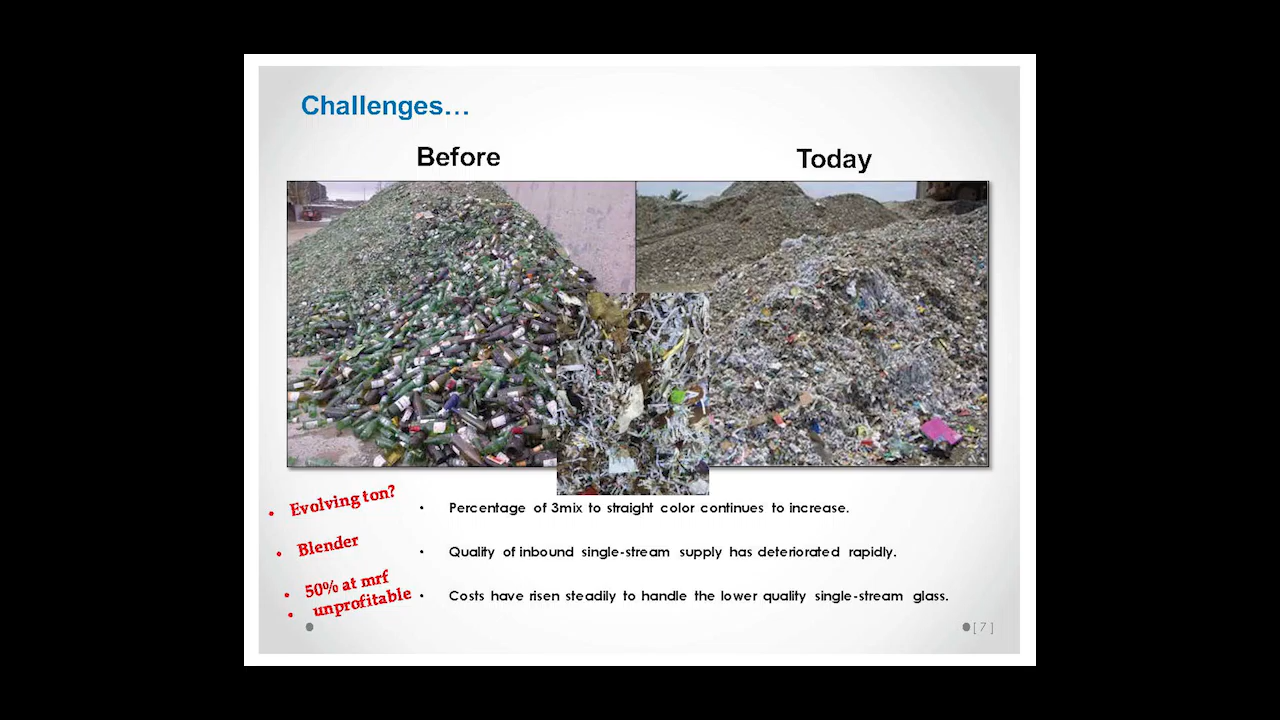 Challenges…
Before
Today
• Evolving ton?
• Percentage of 3mix to straight color continues to increase.
• Blender
• Quality of inbound single-stream supply has deteriorated rapidly.
• 50% at mrf
• unprofitable
• Costs have risen steadily to handle the lower quality single-stream glass.
[ 7 ]